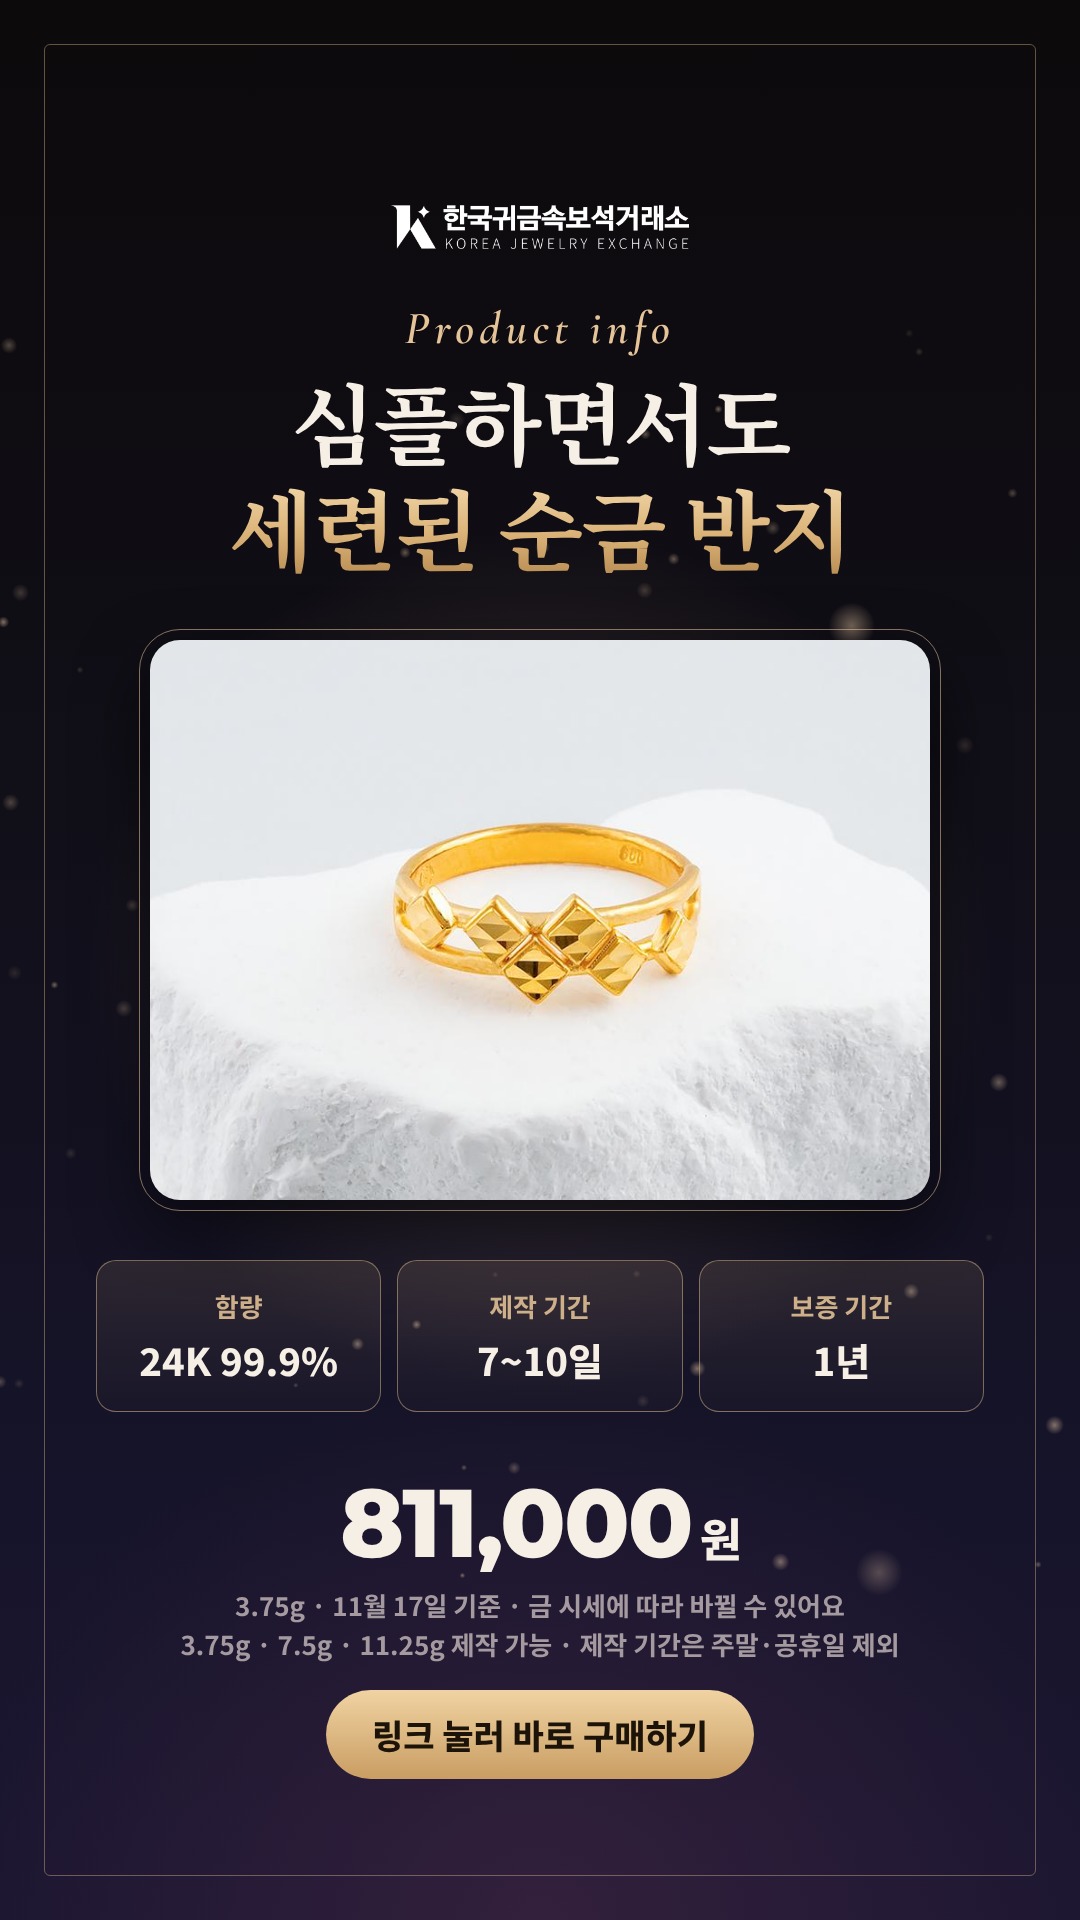 한국귀금속보석거래소
KOREA JEWELRY EXCHANGE
Product info
심플하면서도
세련된 순금 반지
함량
24K 99.9%
제작 기간
7~10일
보증 기간
1년
811,000원
3.75g · 11월 17일 기준 · 금 시세에 따라 바뀔 수 있어요
3.75g · 7.5g · 11.25g 제작 가능 · 제작 기간은 주말·공휴일 제외
링크 눌러 바로 구매하기